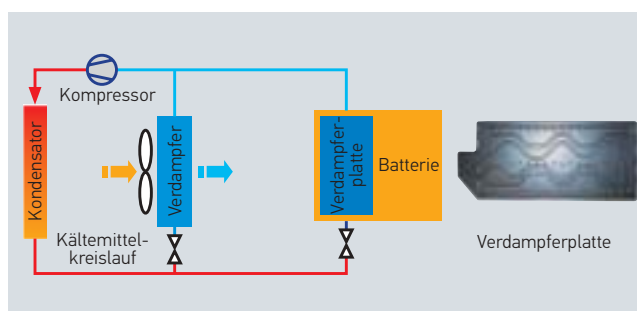 Kompressor
Kondensator
Verdampfer
Verdampfer-
platte
Batterie
Kältemittel-
kreislauf
Verdampferplatte